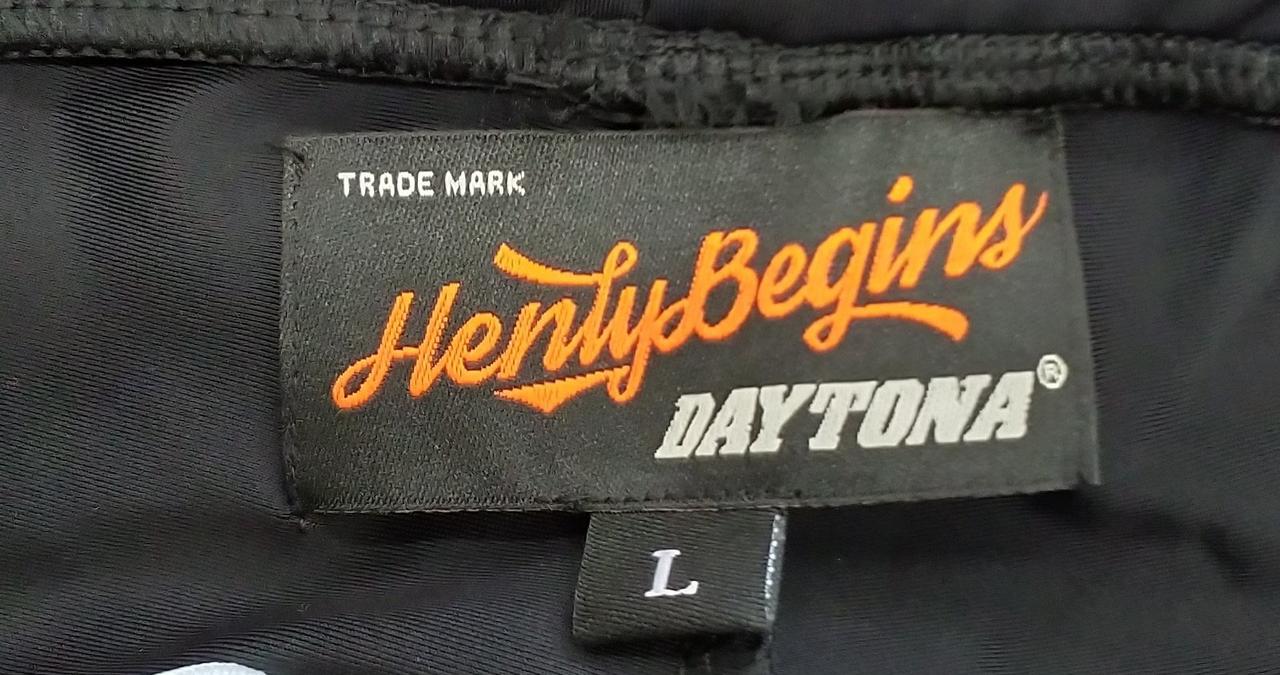 TRADE MARK
HenlyBegins
DAYTONA®
L